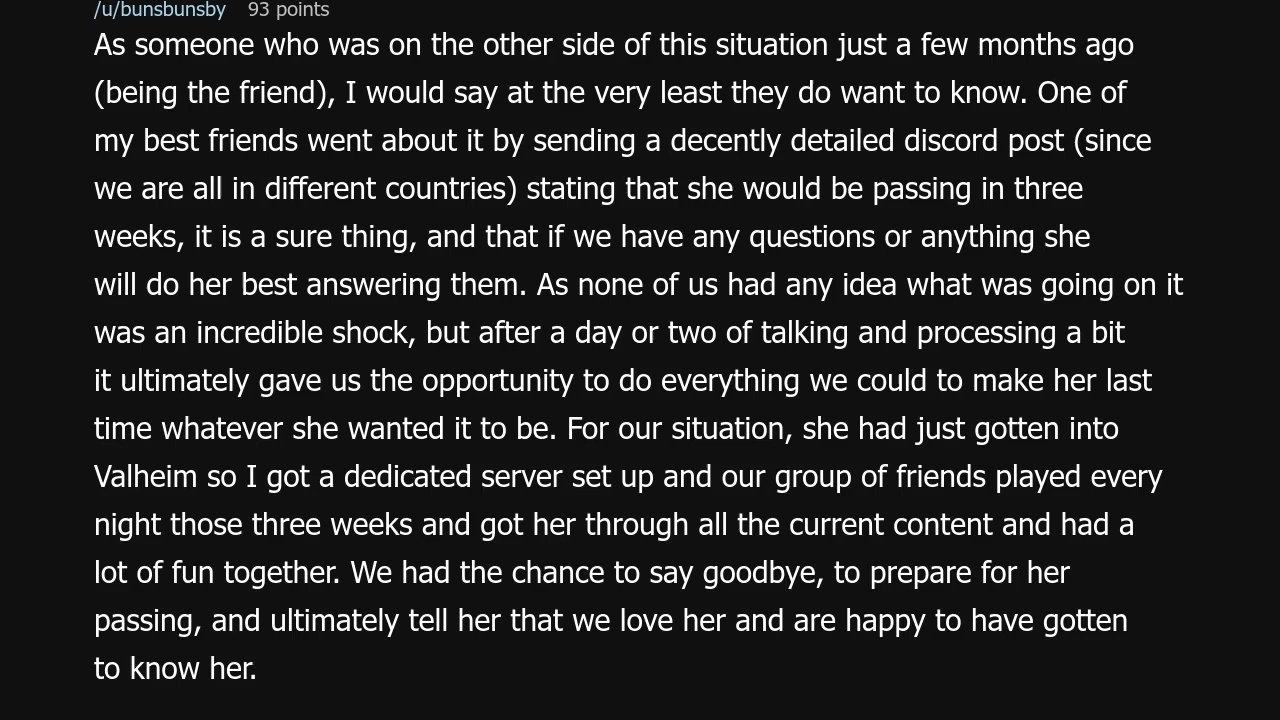 /u/bunsbunsby 93 points
As someone who was on the other side of this situation just a few months ago
(being the friend), I would say at the very least they do want to know. One of
my best friends went about it by sending a decently detailed discord post (since
we are all in different countries) stating that she would be passing in three
weeks, it is a sure thing, and that if we have any questions or anything she
will do her best answering them. As none of us had any idea what was going on it
was an incredible shock, but after a day or two of talking and processing a bit
it ultimately gave us the opportunity to do everything we could to make her last
time whatever she wanted it to be. For our situation, she had just gotten into
Valheim so I got a dedicated server set up and our group of friends played every
night those three weeks and got her through all the current content and had a
lot of fun together. We had the chance to say goodbye, to prepare for her
passing, and ultimately tell her that we love her and are happy to have gotten
to know her.